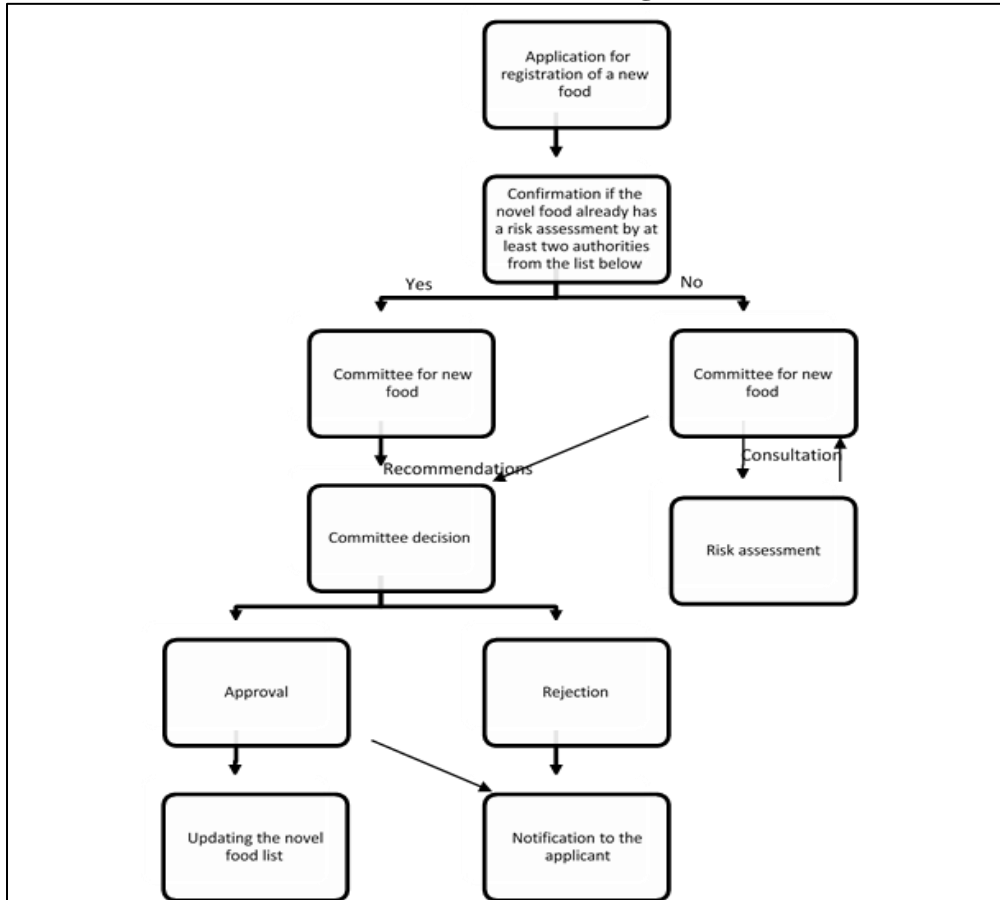 Application for
registration of a new
food
Confirmation if the
novel food already has
a risk assessment by at
least two authorities
from the list below
Yes
No
Committee for new
food
Committee for new
food
Recommendations
Consultation
Committee decision
Risk assessment
Approval
Rejection
Updating the novel
food list
Notification to the
applicant